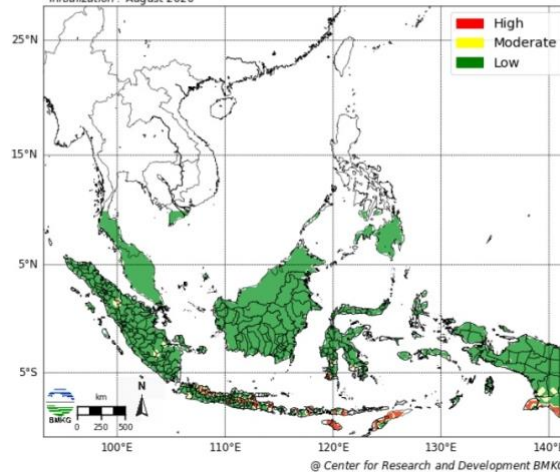 Initialization : August 2020
High
Moderate
Low
25°N
15°N
5°N
5°S
km
N
BMKG
0 250 500
100°E 110°E 120°E 130°E 140°
@ Center for Research and Development BMKG